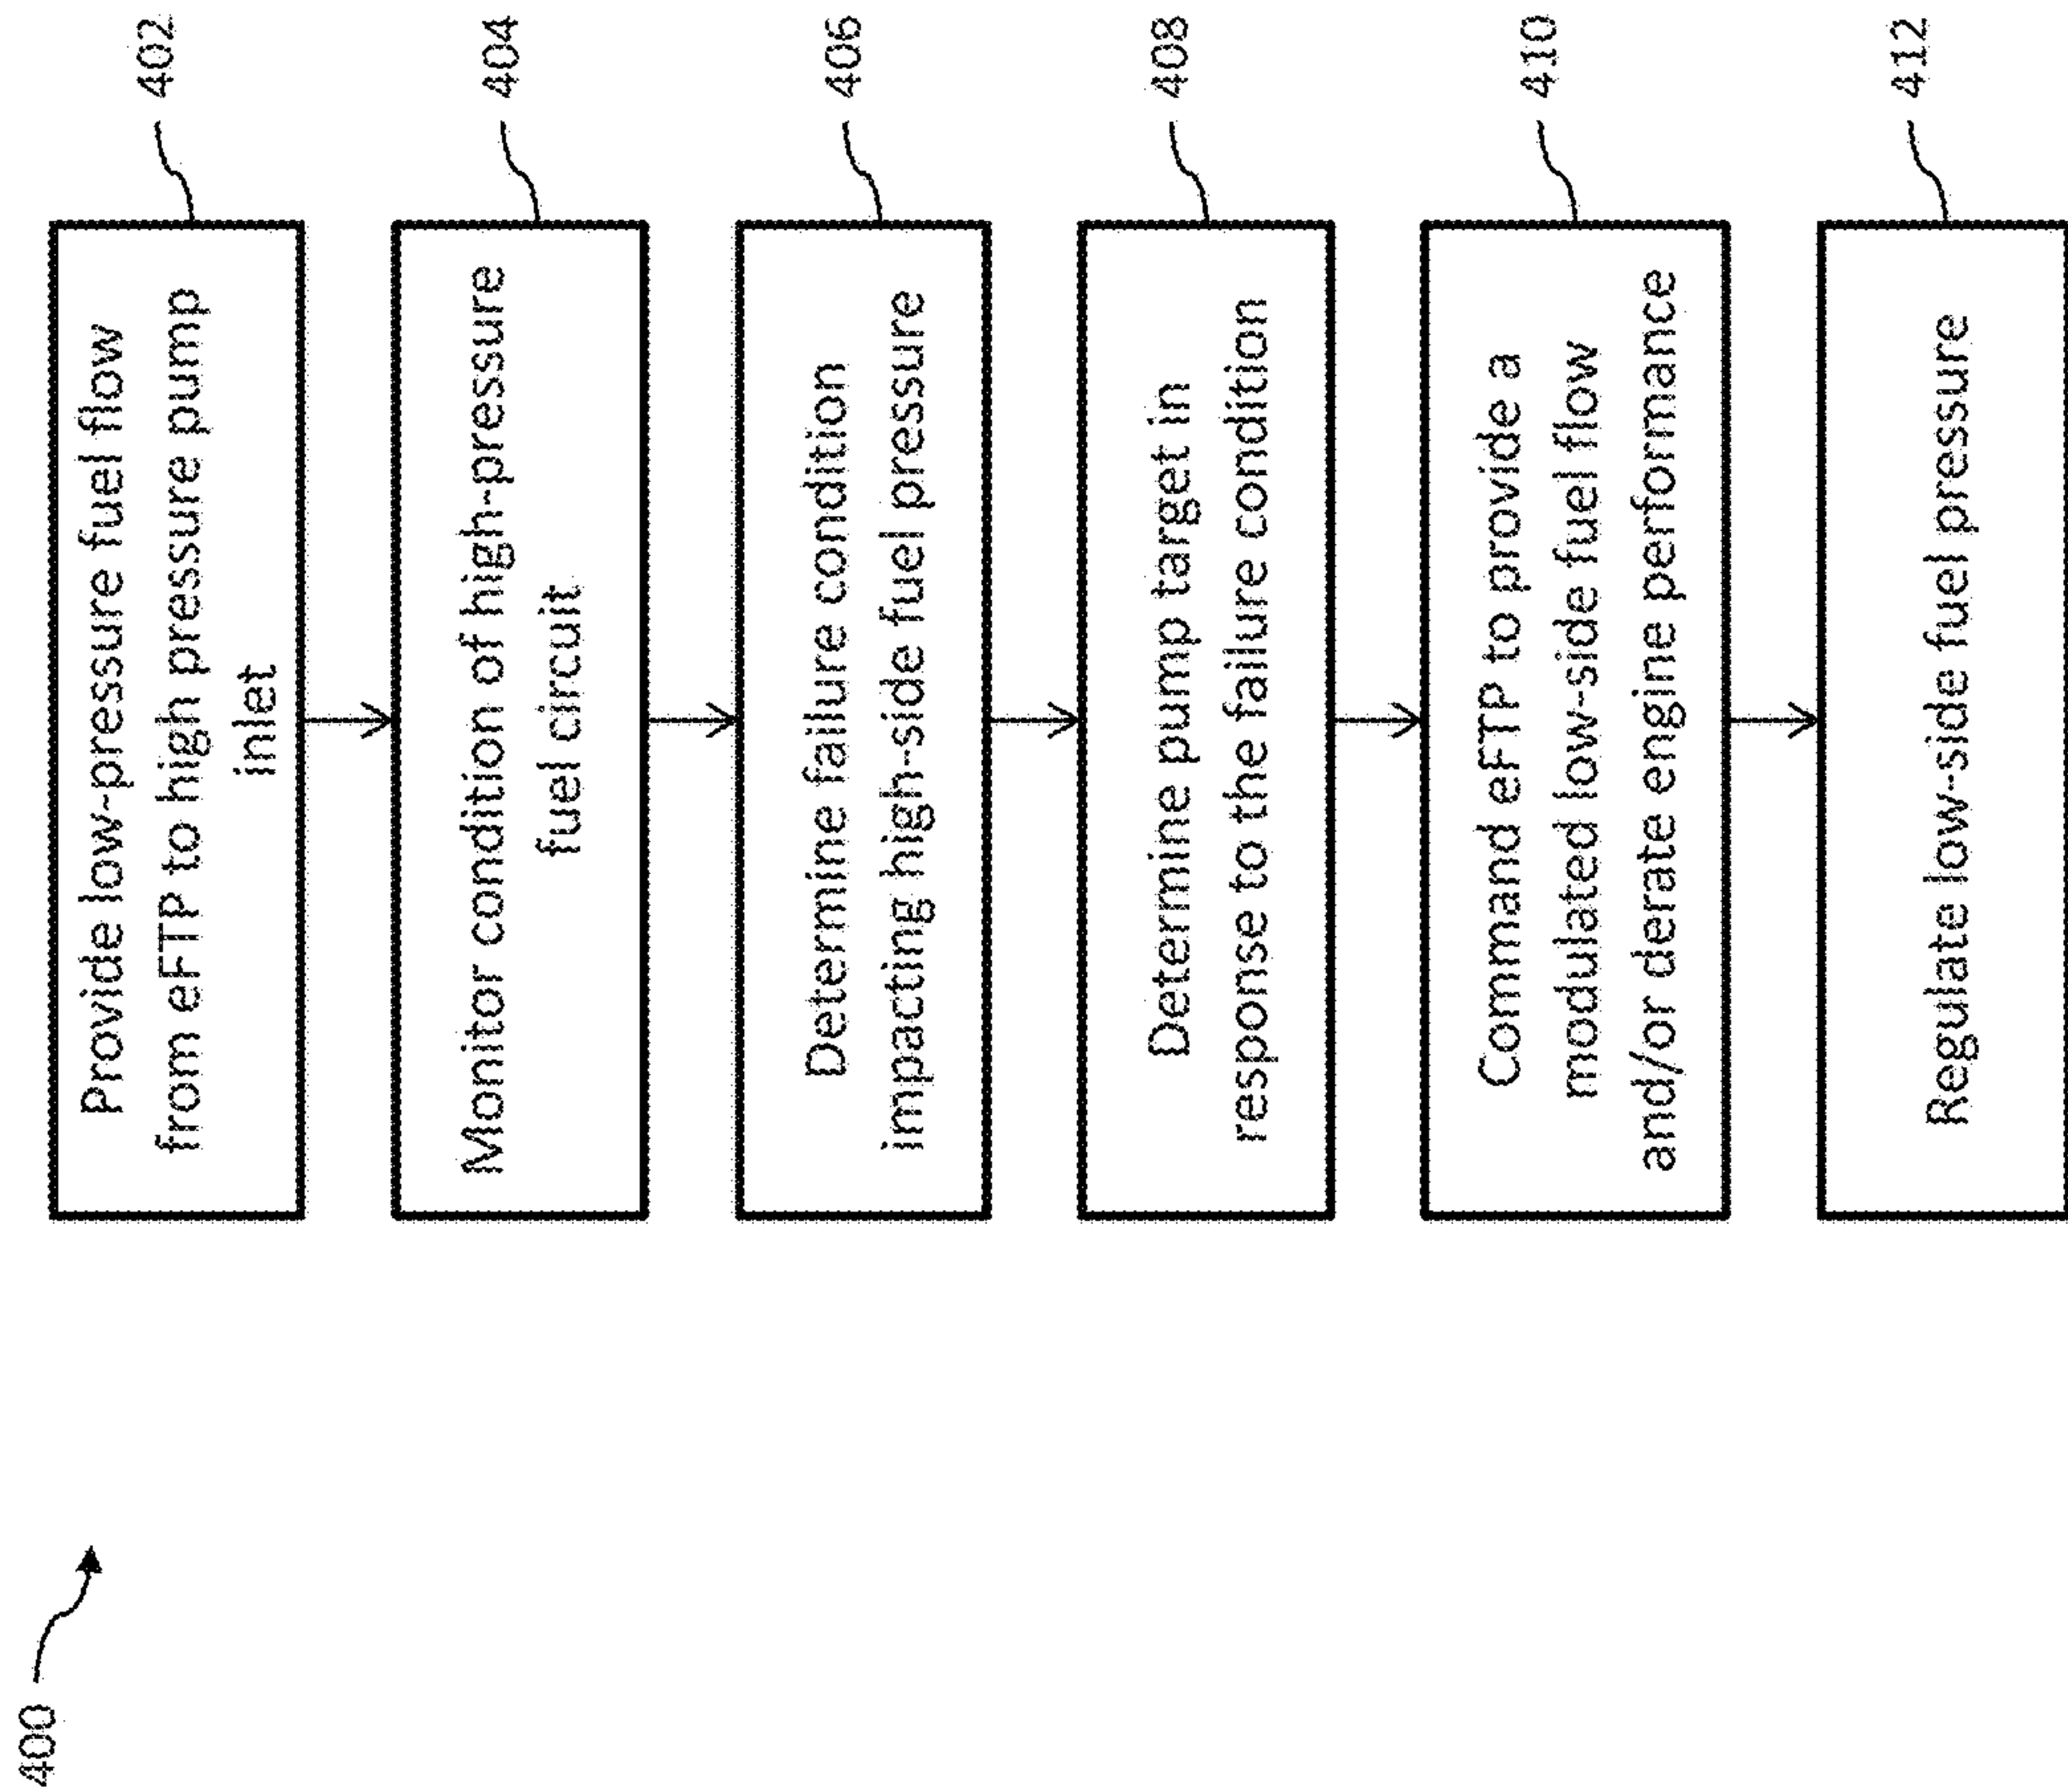 400
Provide low-pressure fuel flow
from eFTP to high pressure pump
inlet
402
Monitor condition of high-pressure
fuel circuit
404
Determine failure condition
impacting high-side fuel pressure
406
Determine pump target in
response to the failure condition
408
Command eFTP to provide a
modulated low-side fuel flow
and/or derate engine performance
410
Regulate low-side fuel pressure
412